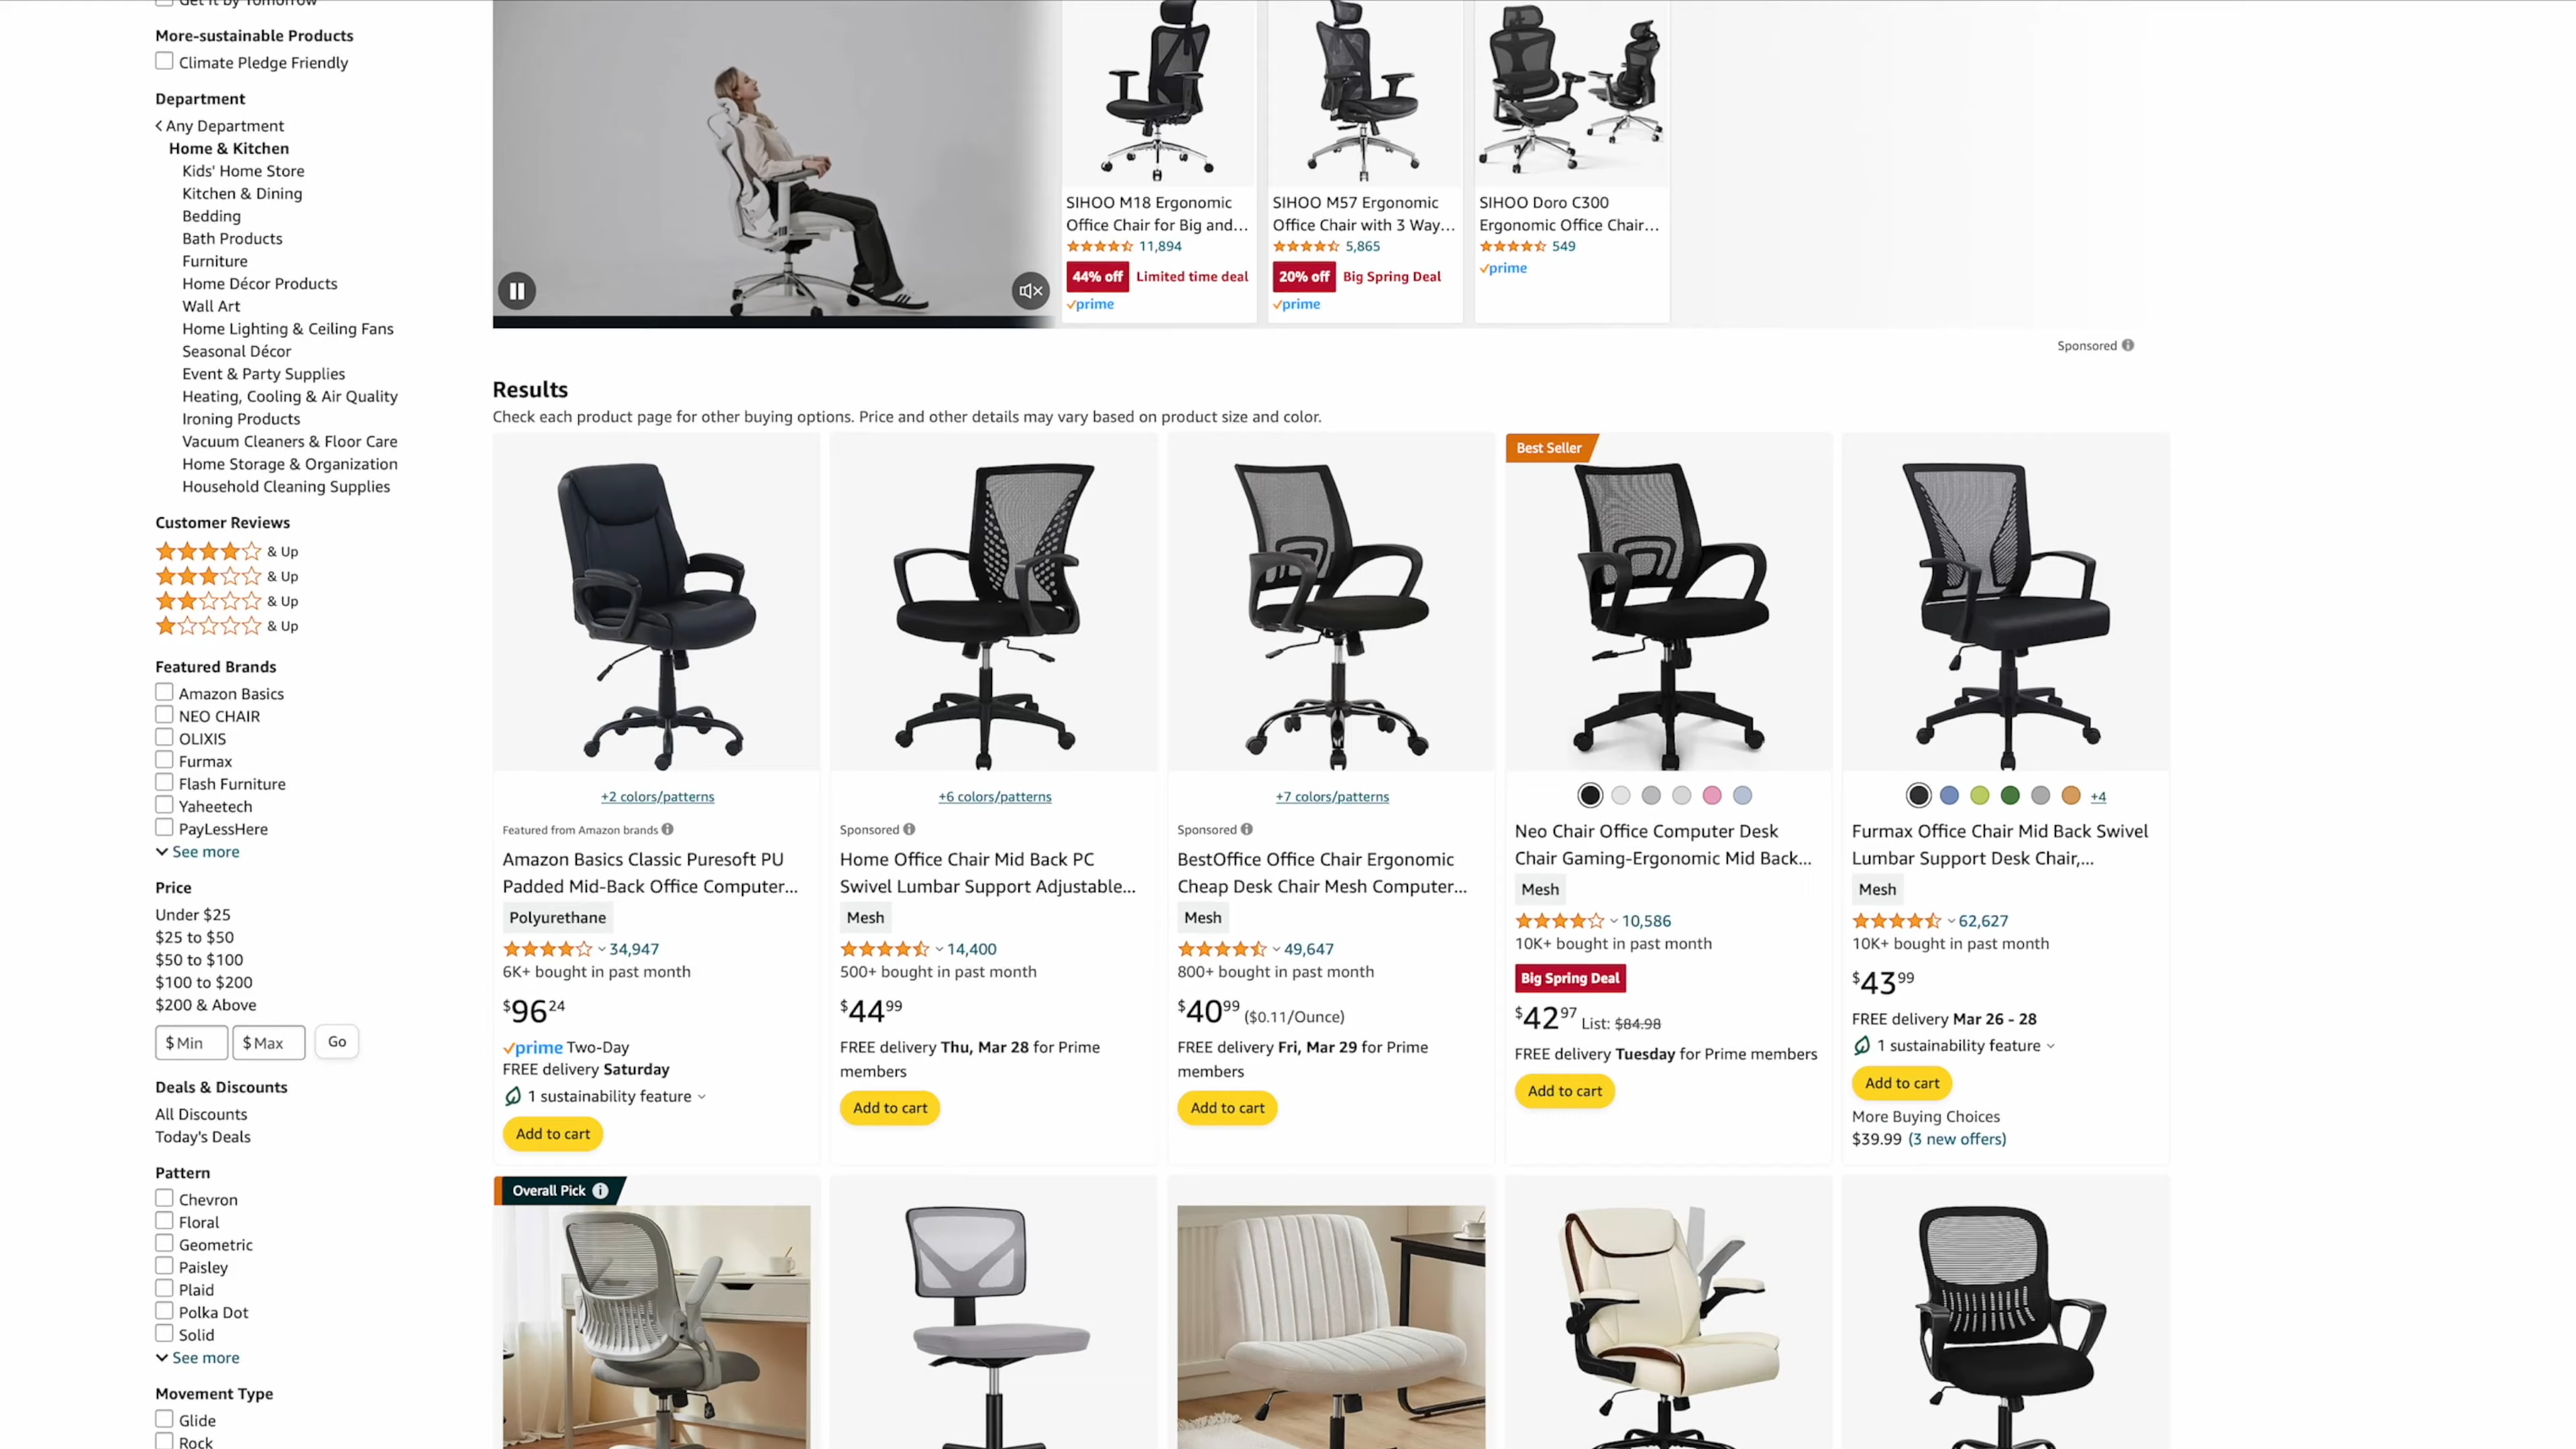 Get It by Tomorrow
More-sustainable Products
Climate Pledge Friendly
Department
Any Department
Home & Kitchen
Kids' Home Store
Kitchen & Dining
Bedding
Bath Products
Furniture
Home Décor Products
Wall Art
Home Lighting & Ceiling Fans
Seasonal Décor
Event & Party Supplies
Heating, Cooling & Air Quality
Ironing Products
Vacuum Cleaners & Floor Care
Home Storage & Organization
Household Cleaning Supplies
Customer Reviews
& Up
& Up
& Up
& Up
Featured Brands
Amazon Basics
NEO CHAIR
OLIXIS
Furmax
Flash Furniture
Yaheetech
PayLessHere
See more
Price
Under $25
$25 to $50
$50 to $100
$100 to $200
$200 & Above
$ Min $ Max Go
Deals & Discounts
All Discounts
Today's Deals
Pattern
Chevron
Floral
Geometric
Paisley
Plaid
Polka Dot
Solid
See more
Movement Type
Glide
Rock
SIHOO M18 Ergonomic
Office Chair for Big and...
11,894
44% off Limited time deal
prime
SIHOO M57 Ergonomic
Office Chair with 3 Way...
5,865
20% off Big Spring Deal
prime
SIHOO Doro C300
Ergonomic Office Chair...
549
prime
Sponsored
Results
Check each product page for other buying options. Price and other details may vary based on product size and color.
+2 colors/patterns
Featured from Amazon brands
Amazon Basics Classic Puresoft PU
Padded Mid-Back Office Computer...
Polyurethane
34,947
6K+ bought in past month
$96 24
prime Two-Day
FREE delivery Saturday
1 sustainability feature
Add to cart
+6 colors/patterns
Sponsored
Home Office Chair Mid Back PC
Swivel Lumbar Support Adjustable...
Mesh
14,400
500+ bought in past month
$44 99
FREE delivery Thu, Mar 28 for Prime
members
Add to cart
+7 colors/patterns
Sponsored
BestOffice Office Chair Ergonomic
Cheap Desk Chair Mesh Computer...
Mesh
49,647
800+ bought in past month
$40 99 ($0.11/Ounce)
FREE delivery Fri, Mar 29 for Prime
members
Add to cart
Best Seller
Neo Chair Office Computer Desk
Chair Gaming-Ergonomic Mid Back...
Mesh
10,586
10K+ bought in past month
Big Spring Deal
$42 97 List: $84.98
FREE delivery Tuesday for Prime members
Add to cart
+4
Furmax Office Chair Mid Back Swivel
Lumbar Support Desk Chair,...
Mesh
62,627
10K+ bought in past month
$43 99
FREE delivery Mar 26 - 28
1 sustainability feature
Add to cart
More Buying Choices
$39.99 (3 new offers)
Overall Pick